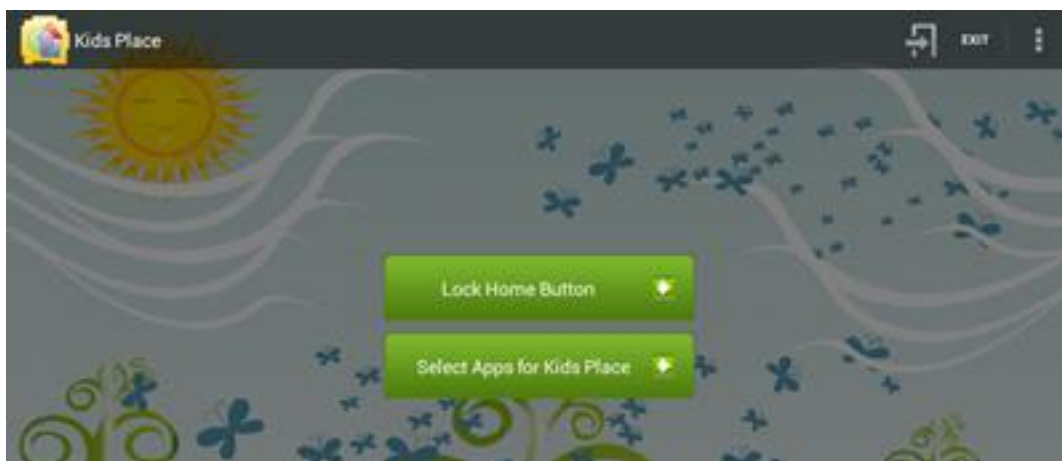 Kids Place
EXIT
Lock Home Button
Select Apps for Kids Place